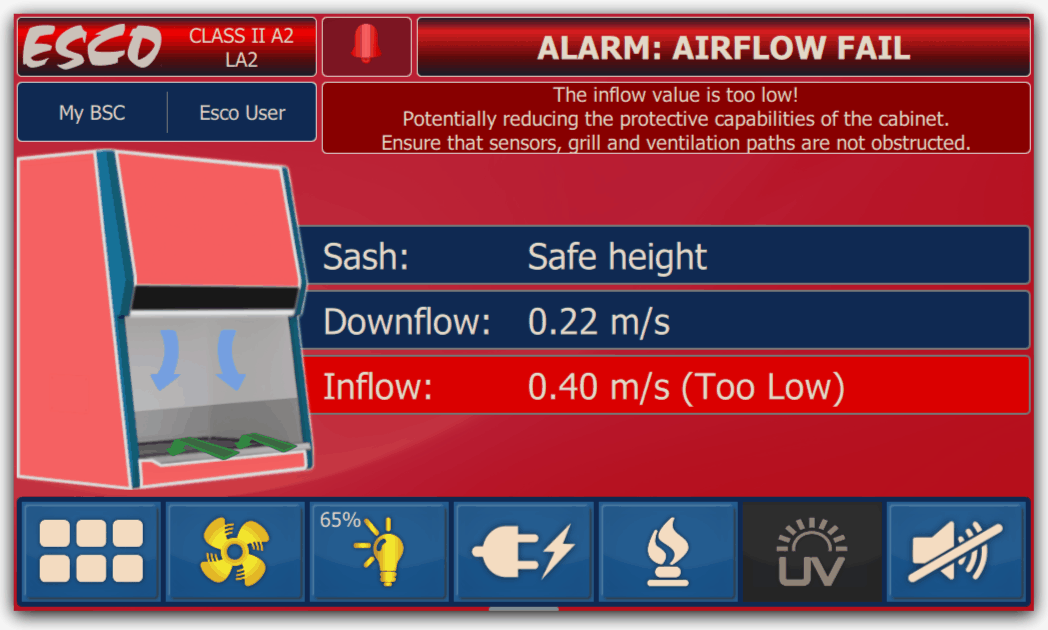 ESCO
CLASS II A2
LA2
ALARM: AIRFLOW FAIL
My BSC
Esco User
The inflow value is too low!
Potentially reducing the protective capabilities of the cabinet.
Ensure that sensors, grill and ventilation paths are not obstructed.
Sash: Safe height
Downflow: 0.22 m/s
Inflow: 0.40 m/s (Too Low)
65%
UV